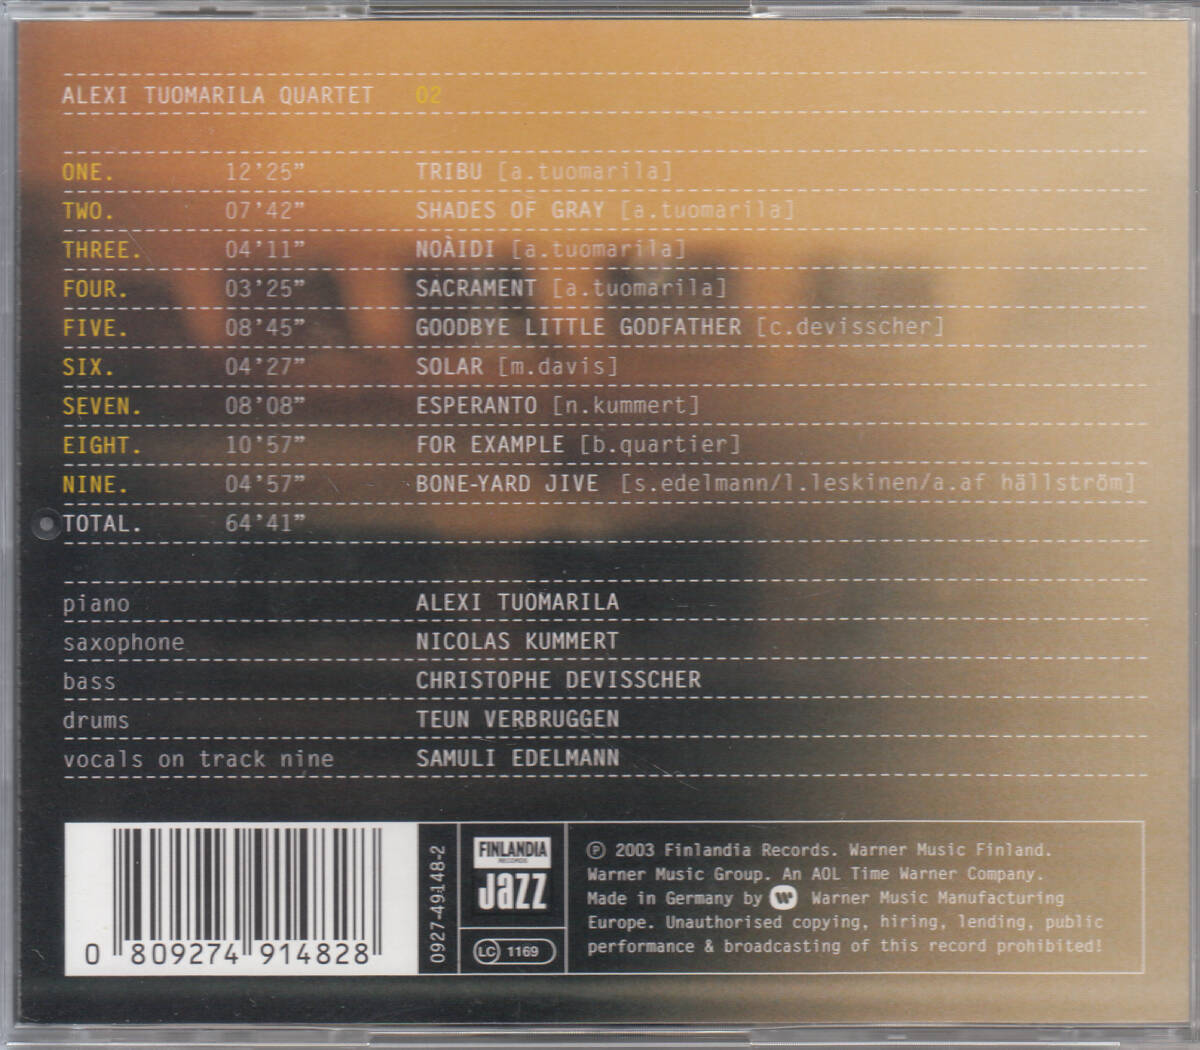 ALEXI TUOMARILA QUARTET 02
ONE. 12'25" TRIBU [a.tuomarila]
TWO. 07'42" SHADES OF GRAY [a.tuomarila]
THREE. 04'11" NOÀIDI [a.tuomarila]
FOUR. 03'25" SACRAMENT [a.tuomarila]
FIVE. 08'45" GOODBYE LITTLE GODFATHER [c.devisscher]
SIX. 04'27" SOLAR [m.davis]
SEVEN. 08'08" ESPERANTO [n.kummert]
EIGHT. 10'57" FOR EXAMPLE [b.quartier]
NINE. 04'57" BONE-YARD JIVE [s.edelmann/l.leskinen/a.af hällström]
TOTAL. 64'41"
piano ALEXI TUOMARILA
saxophone NICOLAS KUMMERT
bass CHRISTOPHE DEVISSCHER
drums TEUN VERBRUGGEN
vocals on track nine SAMULI EDELMANN
0 809274 914828
0927-49148-2
FINLANDIA
RECORDS
Jazz
LC 1169
℗ 2003 Finlandia Records. Warner Music Finland.
Warner Music Group. An AOL Time Warner Company.
Made in Germany by Warner Music Manufacturing
Europe. Unauthorised copying, hiring, lending, public
performance & broadcasting of this record prohibited!